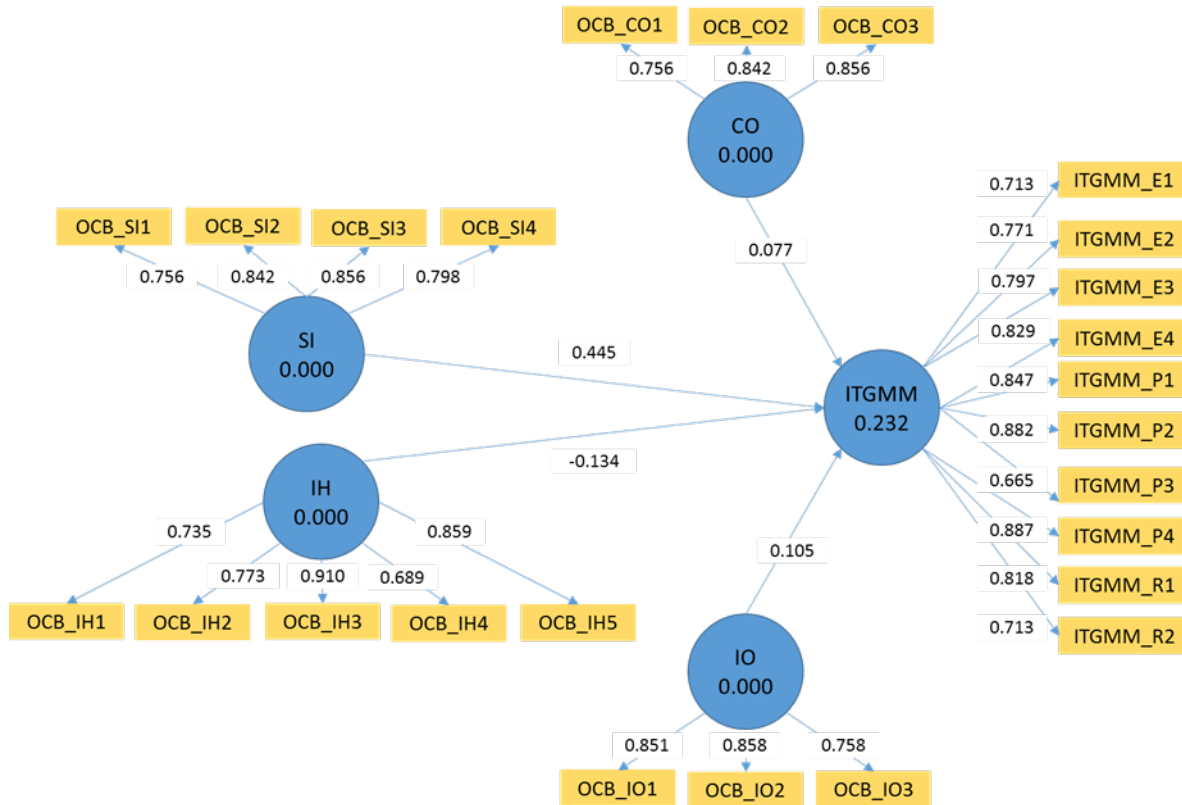 OCB_CO1
OCB_CO2
OCB_CO3
0.756
0.842
0.856
CO
0.000
0.077
OCB_SI1
OCB_SI2
OCB_SI3
OCB_SI4
0.756
0.842
0.856
0.798
SI
0.000
0.445
ITGMM
0.232
0.713
0.771
0.797
0.829
0.847
0.882
0.665
0.887
0.818
0.713
ITGMM_E1
ITGMM_E2
ITGMM_E3
ITGMM_E4
ITGMM_P1
ITGMM_P2
ITGMM_P3
ITGMM_P4
ITGMM_R1
ITGMM_R2
-0.134
IH
0.000
0.735
0.773
0.910
0.689
0.859
OCB_IH1
OCB_IH2
OCB_IH3
OCB_IH4
OCB_IH5
0.105
IO
0.000
0.851
0.858
0.758
OCB_IO1
OCB_IO2
OCB_IO3